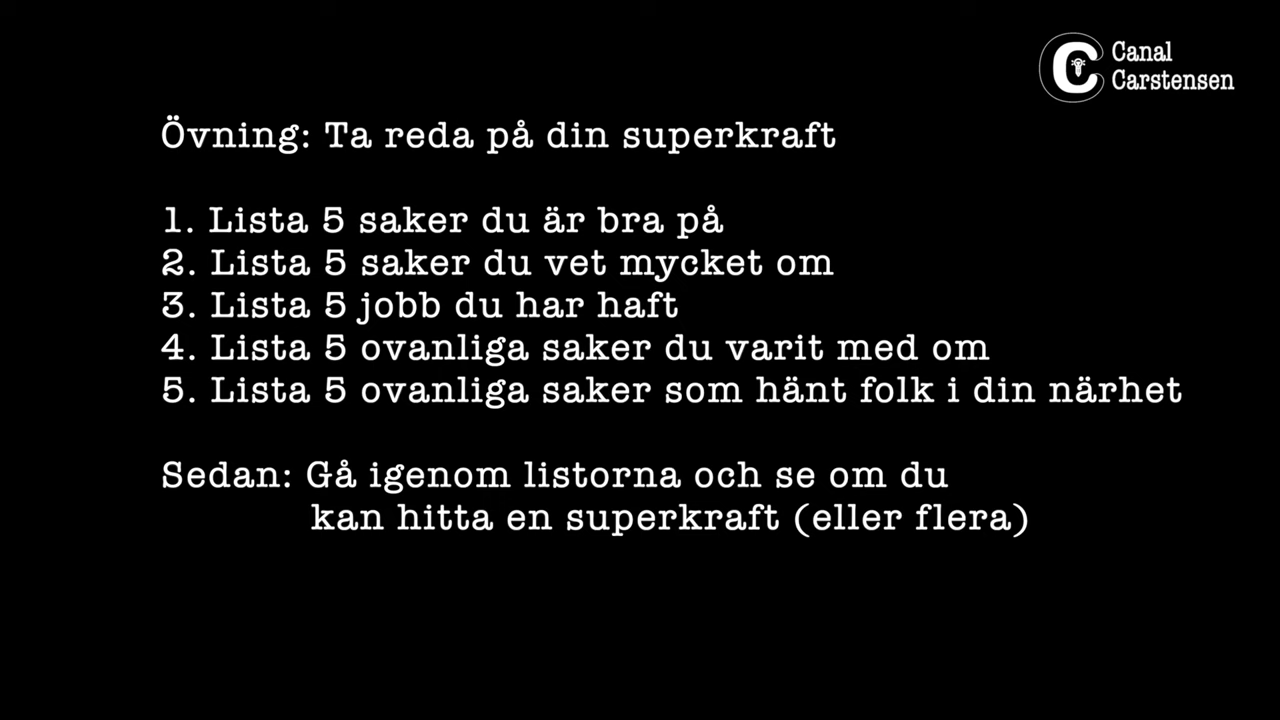 Canal
Carstensen
Övning: Ta reda på din superkraft
1. Lista 5 saker du är bra på
2. Lista 5 saker du vet mycket om
3. Lista 5 jobb du har haft
4. Lista 5 ovanliga saker du varit med om
5. Lista 5 ovanliga saker som hänt folk i din närhet
Sedan: Gå igenom listorna och se om du
kan hitta en superkraft (eller flera)